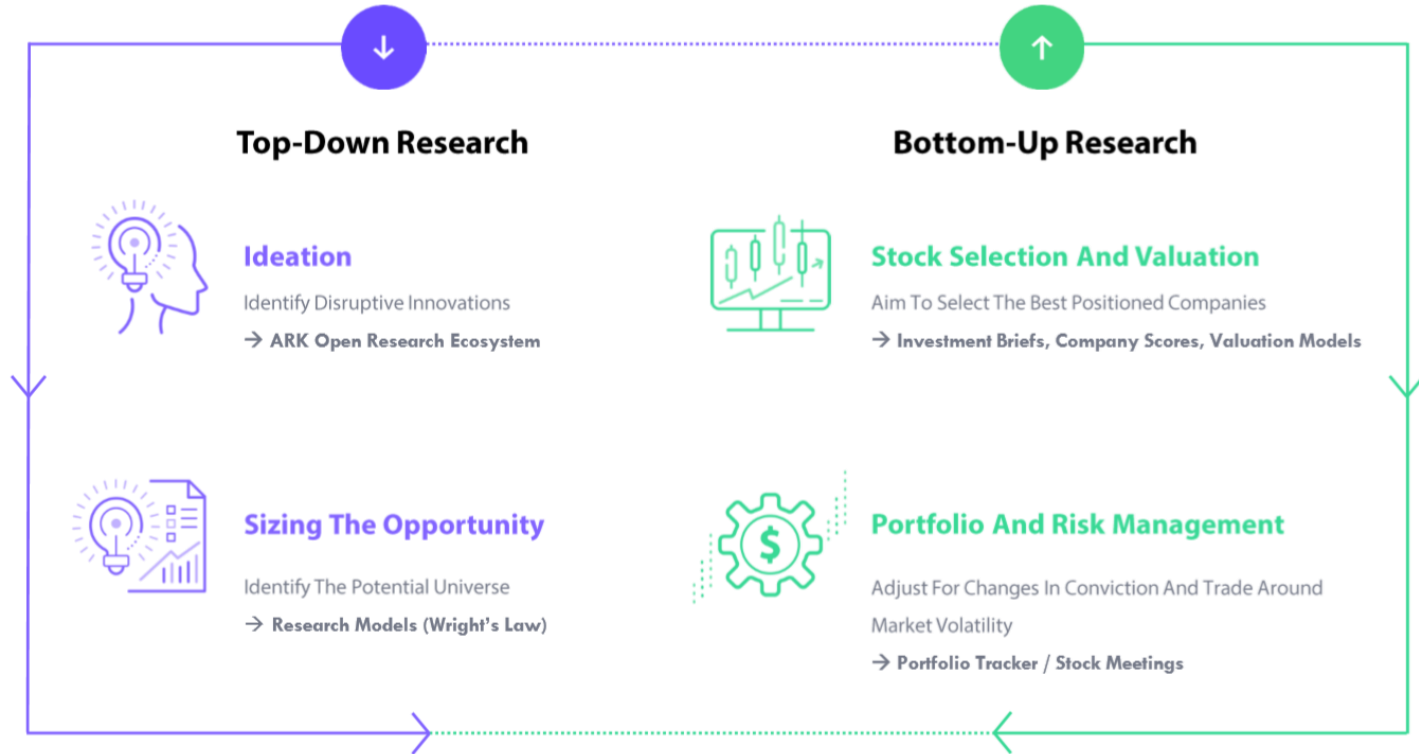 Top-Down Research
Ideation
Identify Disruptive Innovations
→ ARK Open Research Ecosystem
Sizing The Opportunity
Identify The Potential Universe
→ Research Models (Wright's Law)
Bottom-Up Research
Stock Selection And Valuation
Aim To Select The Best Positioned Companies
→ Investment Briefs, Company Scores, Valuation Models
Portfolio And Risk Management
Adjust For Changes In Conviction And Trade Around
Market Volatility
→ Portfolio Tracker / Stock Meetings